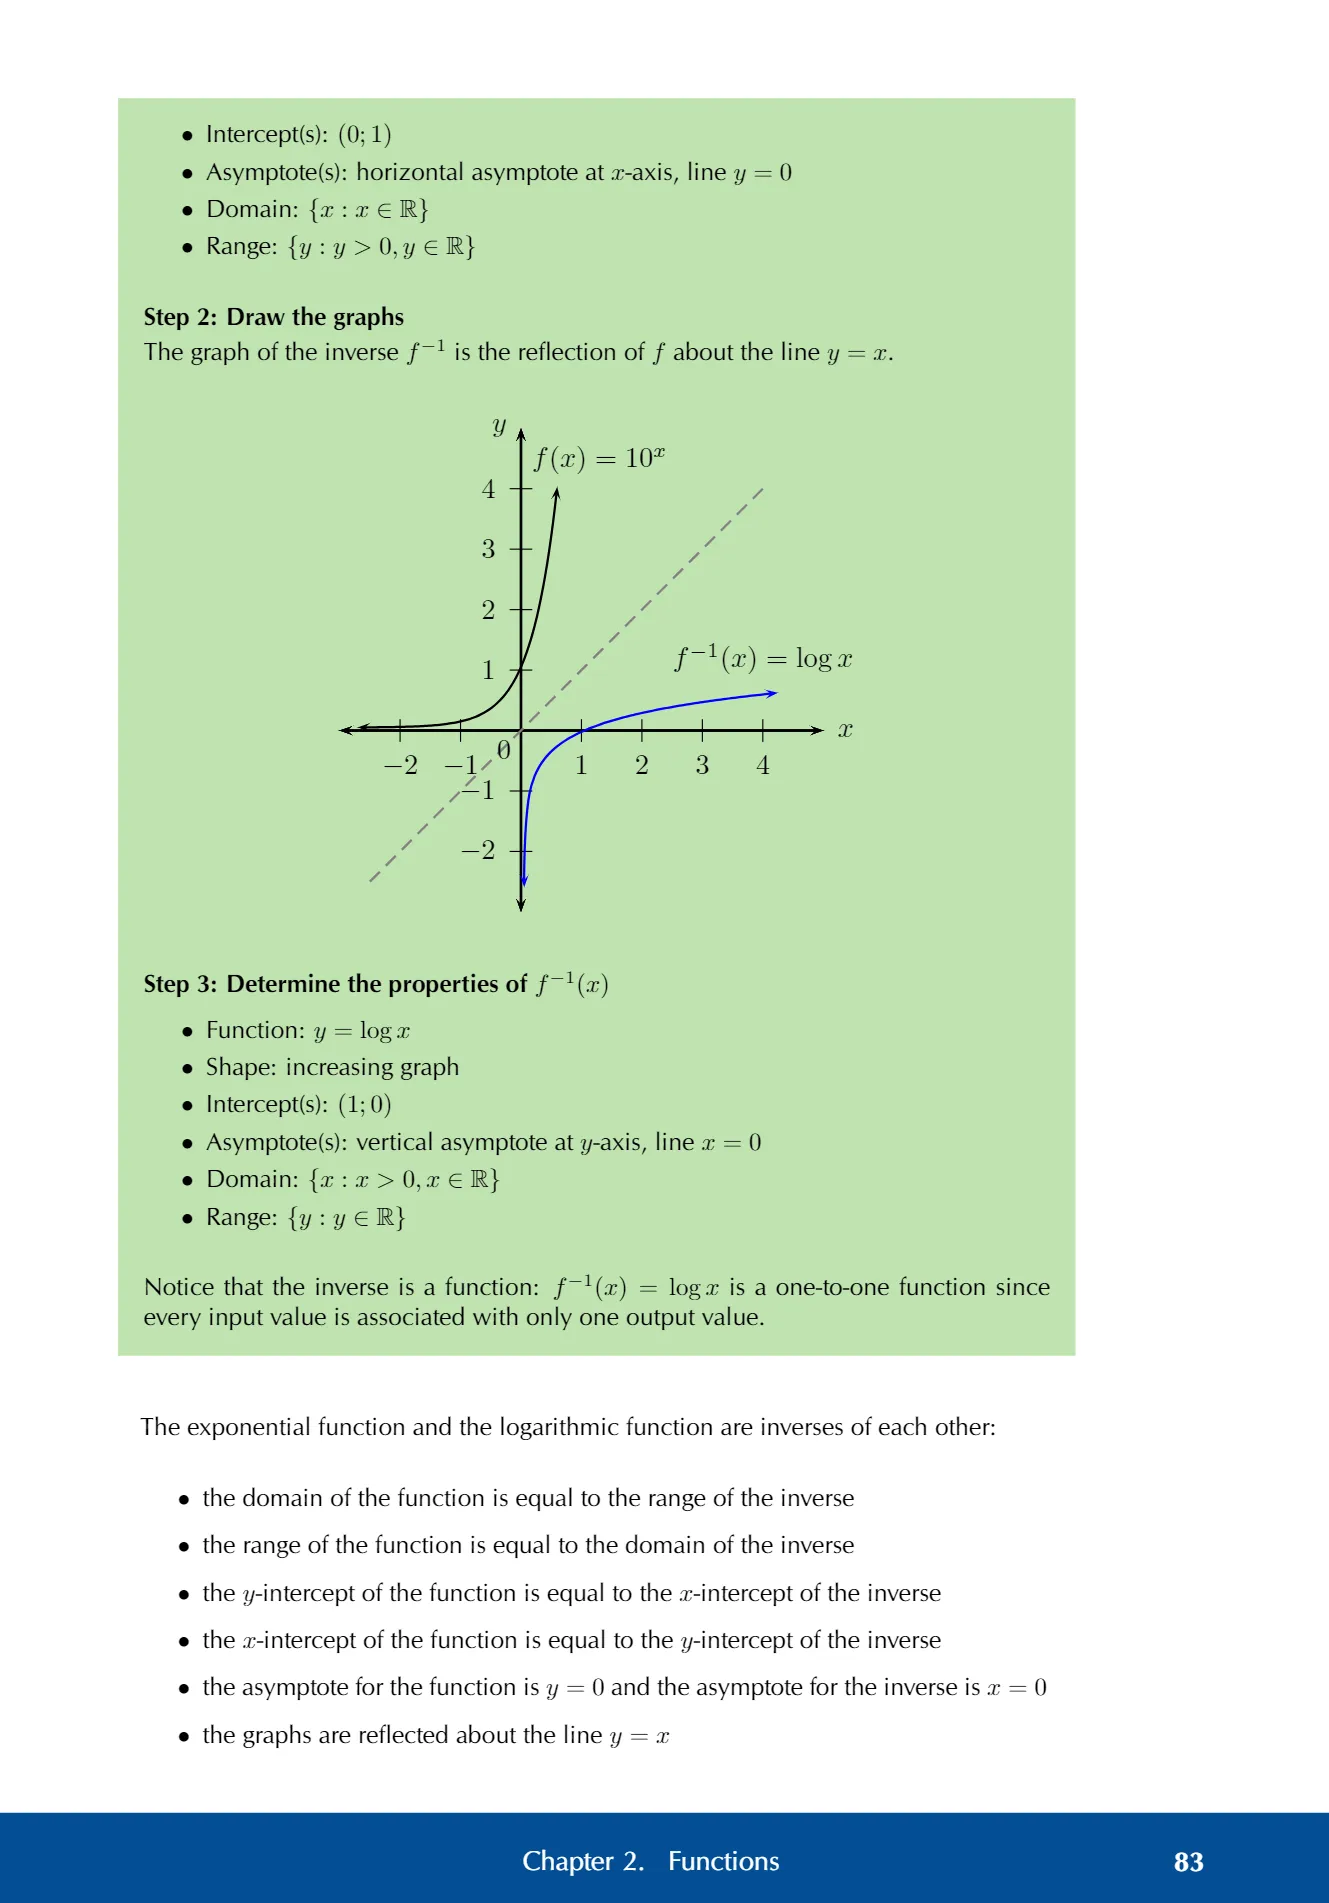 • Intercept(s): (0; 1)
• Asymptote(s): horizontal asymptote at x-axis, line y = 0
• Domain: {x : x ∈ ℝ}
• Range: {y : y > 0, y ∈ ℝ}
Step 2: Draw the graphs
The graph of the inverse f⁻¹ is the reflection of f about the line y = x.
y
f(x) = 10ˣ
4
3
2
1
f⁻¹(x) = log x
x
0
−2 −1 1 2 3 4
−1
−2
Step 3: Determine the properties of f⁻¹(x)
• Function: y = log x
• Shape: increasing graph
• Intercept(s): (1; 0)
• Asymptote(s): vertical asymptote at y-axis, line x = 0
• Domain: {x : x > 0, x ∈ ℝ}
• Range: {y : y ∈ ℝ}
Notice that the inverse is a function: f⁻¹(x) = log x is a one-to-one function since
every input value is associated with only one output value.
The exponential function and the logarithmic function are inverses of each other:
• the domain of the function is equal to the range of the inverse
• the range of the function is equal to the domain of the inverse
• the y-intercept of the function is equal to the x-intercept of the inverse
• the x-intercept of the function is equal to the y-intercept of the inverse
• the asymptote for the function is y = 0 and the asymptote for the inverse is x = 0
• the graphs are reflected about the line y = x
Chapter 2. Functions 83